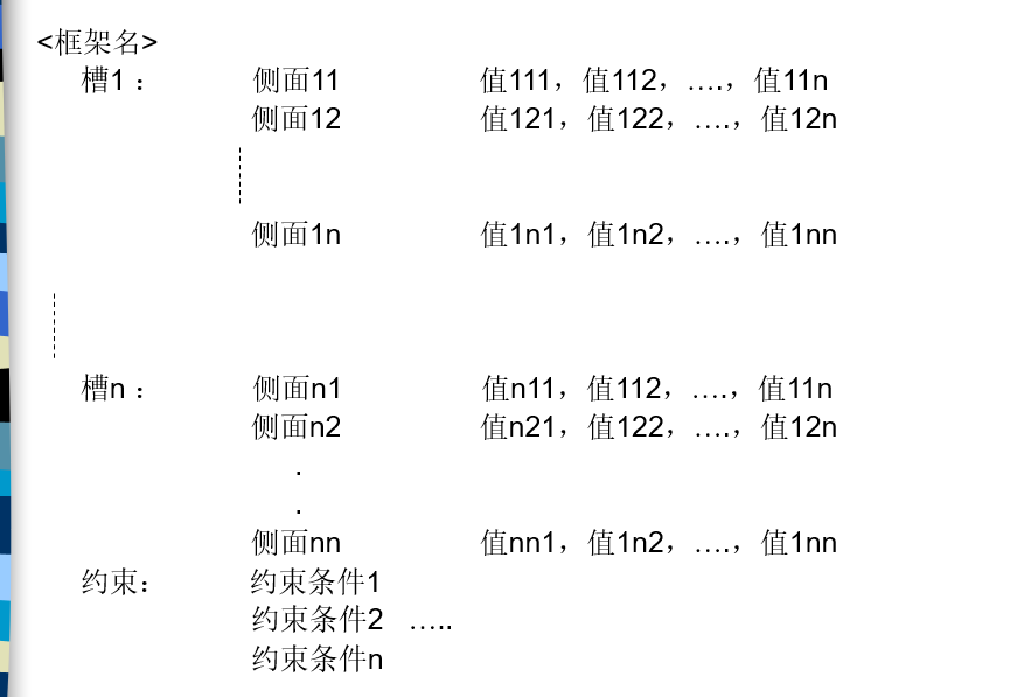 <框架名>
槽1： 侧面11 值111，值112，....，值11n
侧面12 值121，值122，....，值12n
侧面1n 值1n1，值1n2，....，值1nn
槽n： 侧面n1 值n11，值112，....，值11n
侧面n2 值n21，值122，....，值12n
.
.
侧面nn 值nn1，值1n2，....，值1nn
约束： 约束条件1
约束条件2 .....
约束条件n